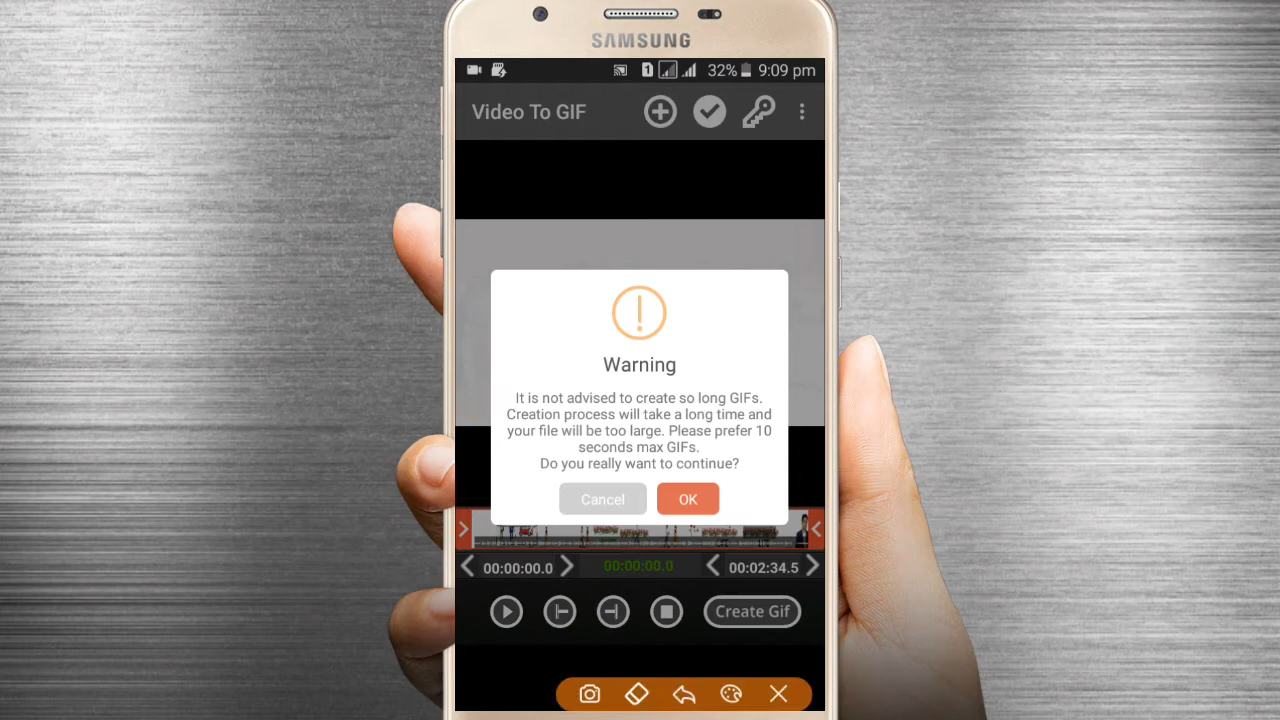 SAMSUNG
1 32% 9:09 pm
Video To GIF
Warning
It is not advised to create so long GIFs.
Creation process will take a long time and
your file will be too large. Please prefer 10
seconds max GIFs.
Do you really want to continue?
Cancel OK
00:00:00.0 00:00:00.0 00:02:34.5
Create Gif